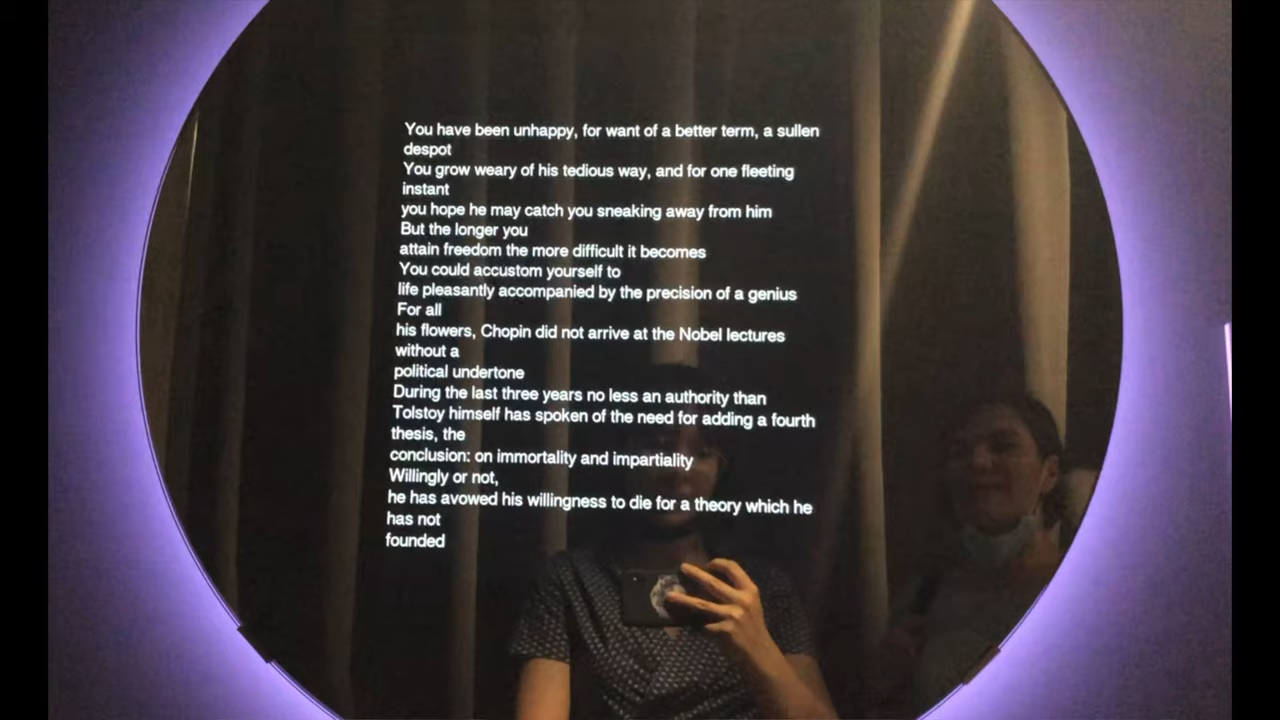 You have been unhappy, for want of a better term, a sullen
despot
You grow weary of his tedious way, and for one fleeting
instant
you hope he may catch you sneaking away from him
But the longer you
attain freedom the more difficult it becomes
You could accustom yourself to
life pleasantly accompanied by the precision of a genius
For all
his flowers, Chopin did not arrive at the Nobel lectures
without a
political undertone
During the last three years no less an authority than
Tolstoy himself has spoken of the need for adding a fourth
thesis, the
conclusion: on immortality and impartiality
Willingly or not,
he has avowed his willingness to die for a theory which he
has not
founded